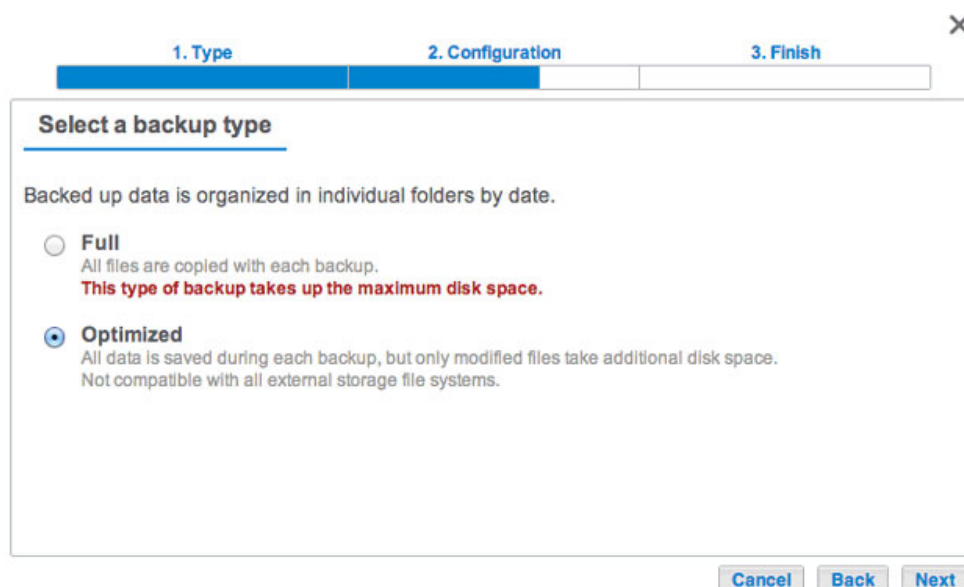 1. Type 2. Configuration 3. Finish
Select a backup type
Backed up data is organized in individual folders by date.
Full
All files are copied with each backup.
This type of backup takes up the maximum disk space.
Optimized
All data is saved during each backup, but only modified files take additional disk space.
Not compatible with all external storage file systems.
Cancel Back Next